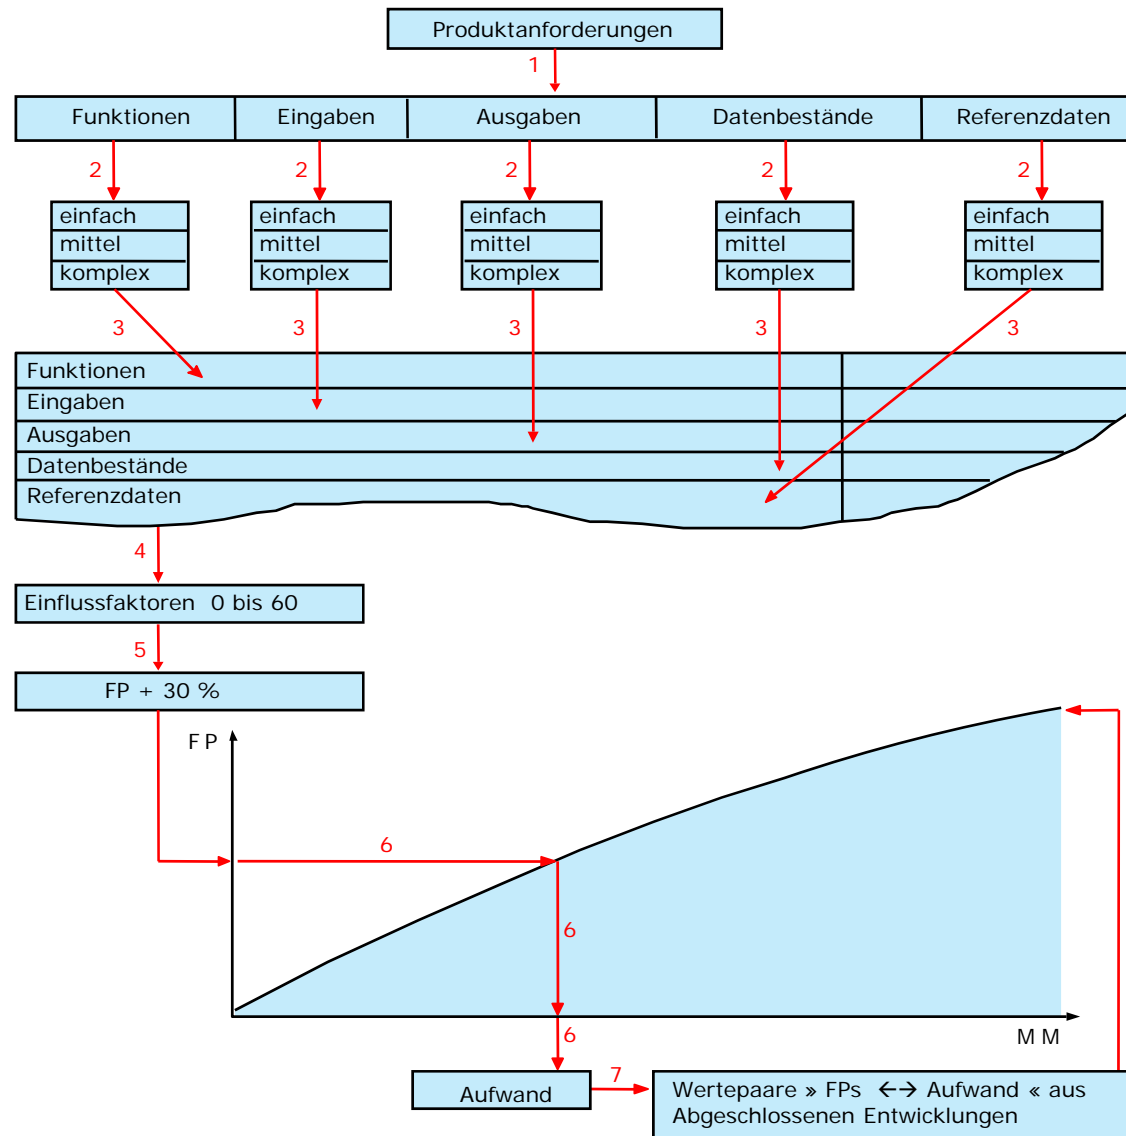 Produktanforderungen
1
Funktionen Eingaben Ausgaben Datenbestände Referenzdaten
2 2 2 2 2
einfach einfach einfach einfach einfach
mittel mittel mittel mittel mittel
komplex komplex komplex komplex komplex
3 3 3 3 3
Funktionen
Eingaben
Ausgaben
Datenbestände
Referenzdaten
4
Einflussfaktoren 0 bis 60
5
FP + 30 %
FP
6
6
6
MM
Aufwand
7
Wertepaare » FPs ←→ Aufwand « aus
Abgeschlossenen Entwicklungen